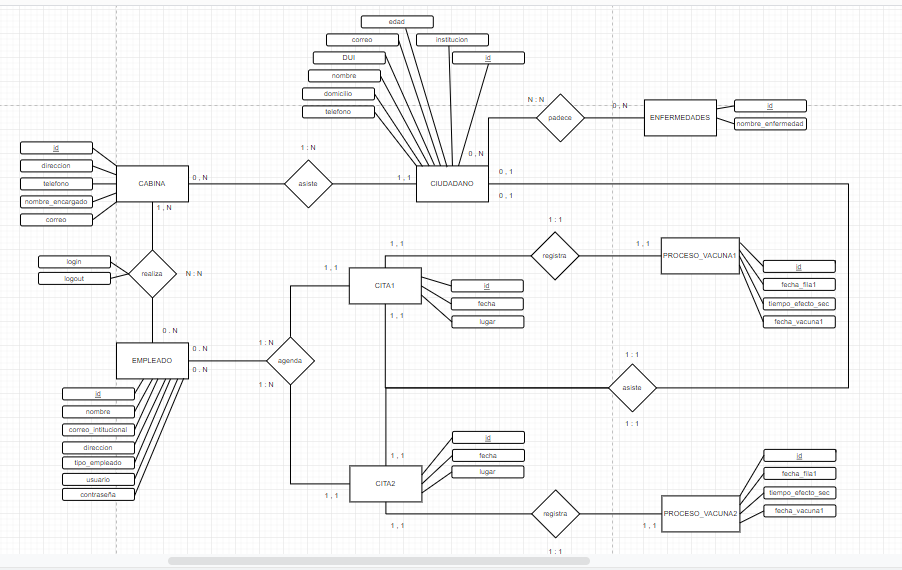 edad
correo
institucion
DUI
id
nombre
domicilio
telefono
N : N
0 , N
id
padece
ENFERMEDADES
nombre_enfermedad
id
direccion
telefono
nombre_encargado
correo
CABINA
0 , N
1 : N
asiste
1 , 1
CIUDADANO
0 , N
0 , 1
0 , 1
1 , N
login
logout
realiza
N : N
0 . N
1 : 1
1 , 1
registra
1 , 1
PROCESO_VACUNA1
id
fecha_fila1
tiempo_efecto_sec
fecha_vacuna1
1 , 1
CITA1
id
fecha
lugar
1 , 1
EMPLEADO
0 . N
0 . N
1 : N
agenda
1 : N
1 : 1
asiste
1 : 1
id
nombre
correo_intitucional
direccion
tipo_empleado
usuario
contraseña
1 , 1
CITA2
1 , 1
id
fecha
lugar
1 , 1
registra
1 : 1
1 , 1
PROCESO_VACUNA2
id
fecha_fila1
tiempo_efecto_sec
fecha_vacuna1